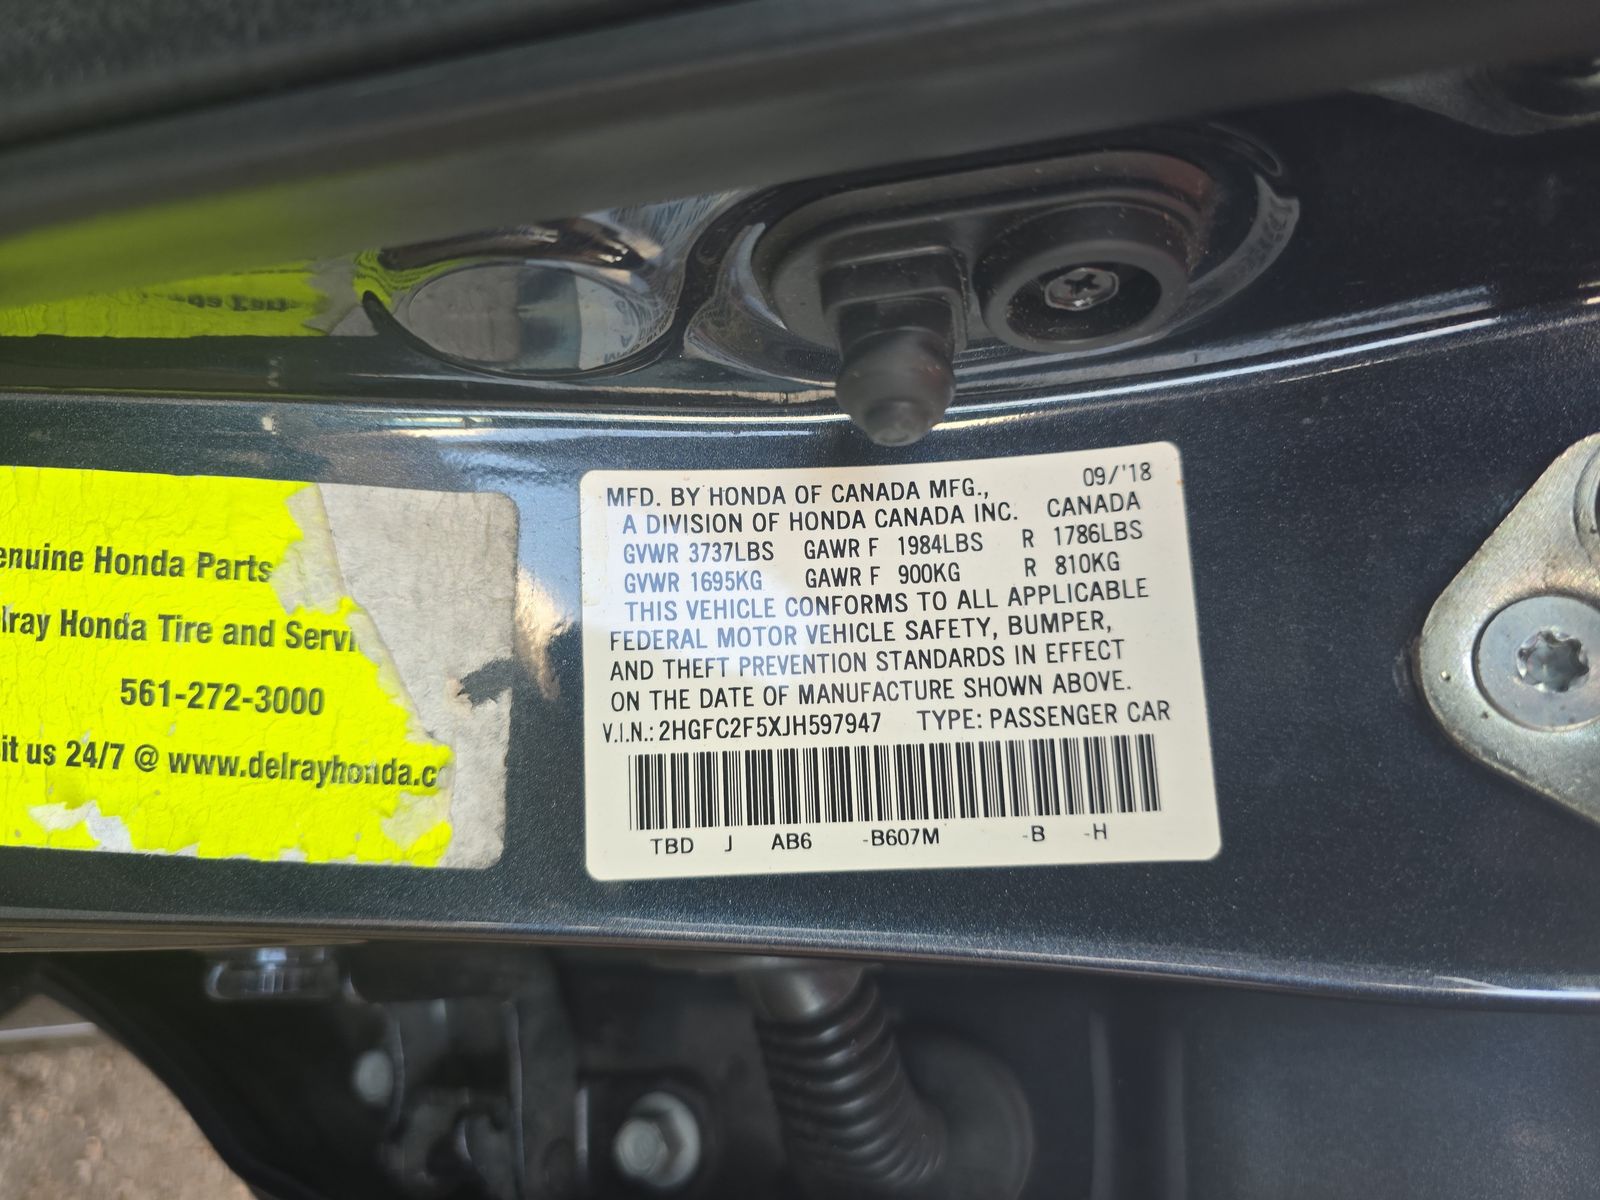 enuine Honda Parts
lray Honda Tire and Servi
561-272-3000
it us 24/7 @ www.delrayhonda.c
MFD. BY HONDA OF CANADA MFG., 09/'18
A DIVISION OF HONDA CANADA INC. CANADA
GVWR 3737LBS GAWR F 1984LBS R 1786LBS
GVWR 1695KG GAWR F 900KG R 810KG
THIS VEHICLE CONFORMS TO ALL APPLICABLE
FEDERAL MOTOR VEHICLE SAFETY, BUMPER,
AND THEFT PREVENTION STANDARDS IN EFFECT
ON THE DATE OF MANUFACTURE SHOWN ABOVE.
V.I.N.: 2HGFC2F5XJH597947 TYPE: PASSENGER CAR
TBD J AB6 -B607M -B -H